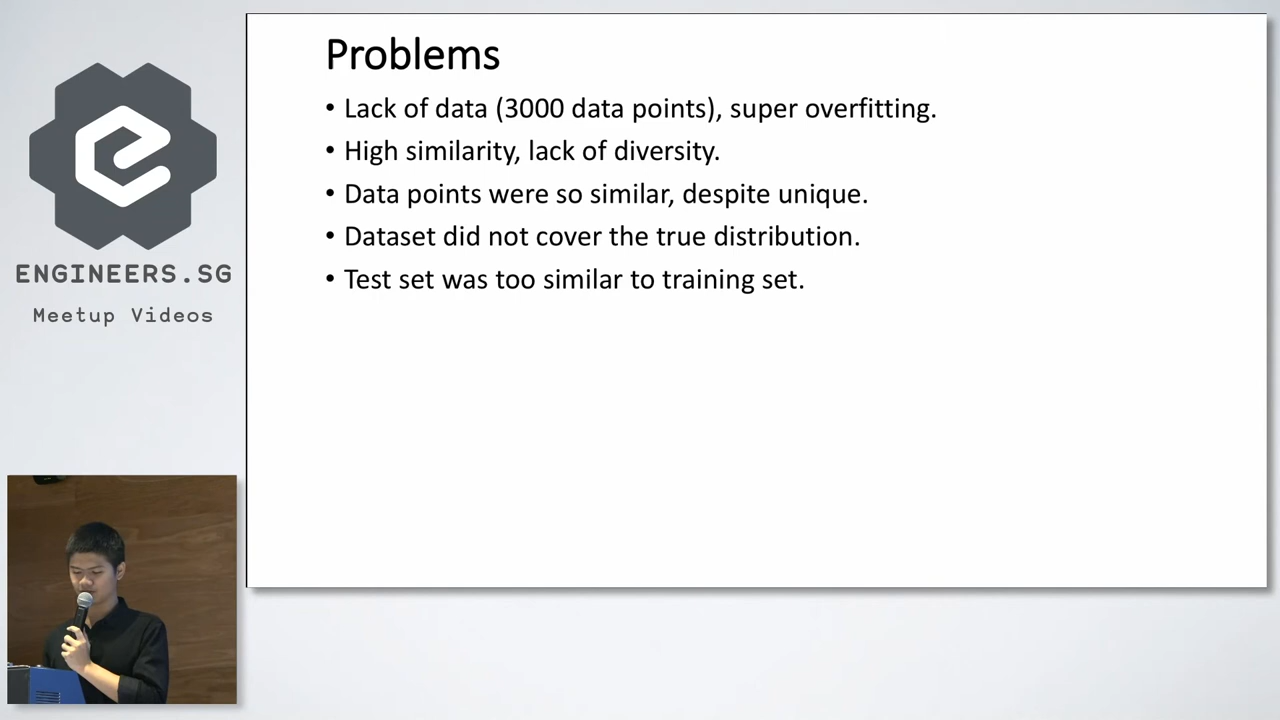 Problems
• Lack of data (3000 data points), super overfitting.
• High similarity, lack of diversity.
• Data points were so similar, despite unique.
• Dataset did not cover the true distribution.
• Test set was too similar to training set.
ENGINEERS.SG
Meetup Videos